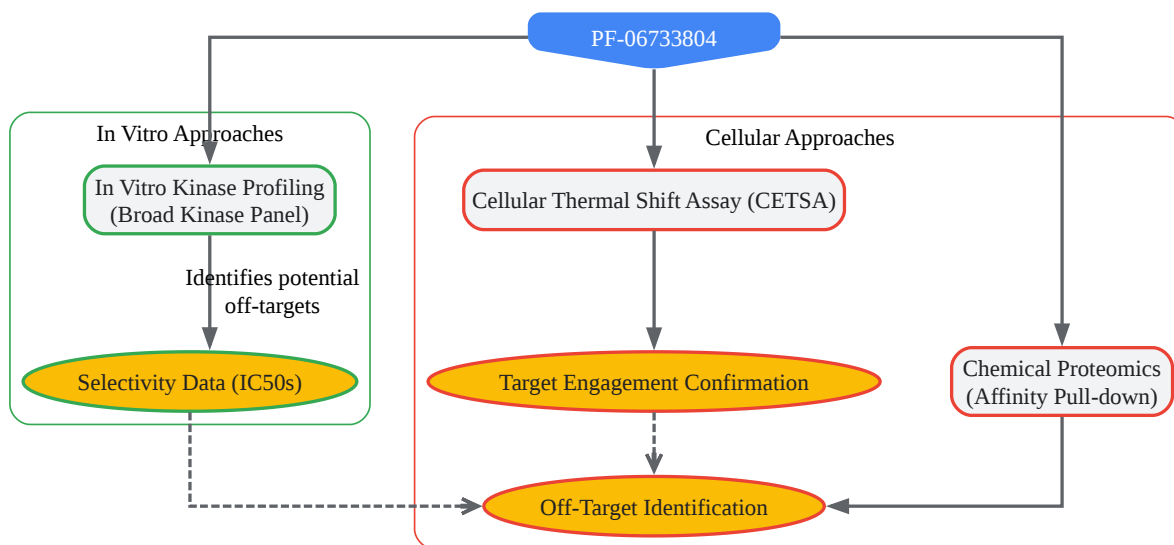 PF-06733804
In Vitro Approaches
Cellular Approaches
In Vitro Kinase Profiling
(Broad Kinase Panel)
Cellular Thermal Shift Assay (CETSA)
Identifies potential
off-targets
Selectivity Data (IC50s)
Target Engagement Confirmation
Chemical Proteomics
(Affinity Pull-down)
Off-Target Identification